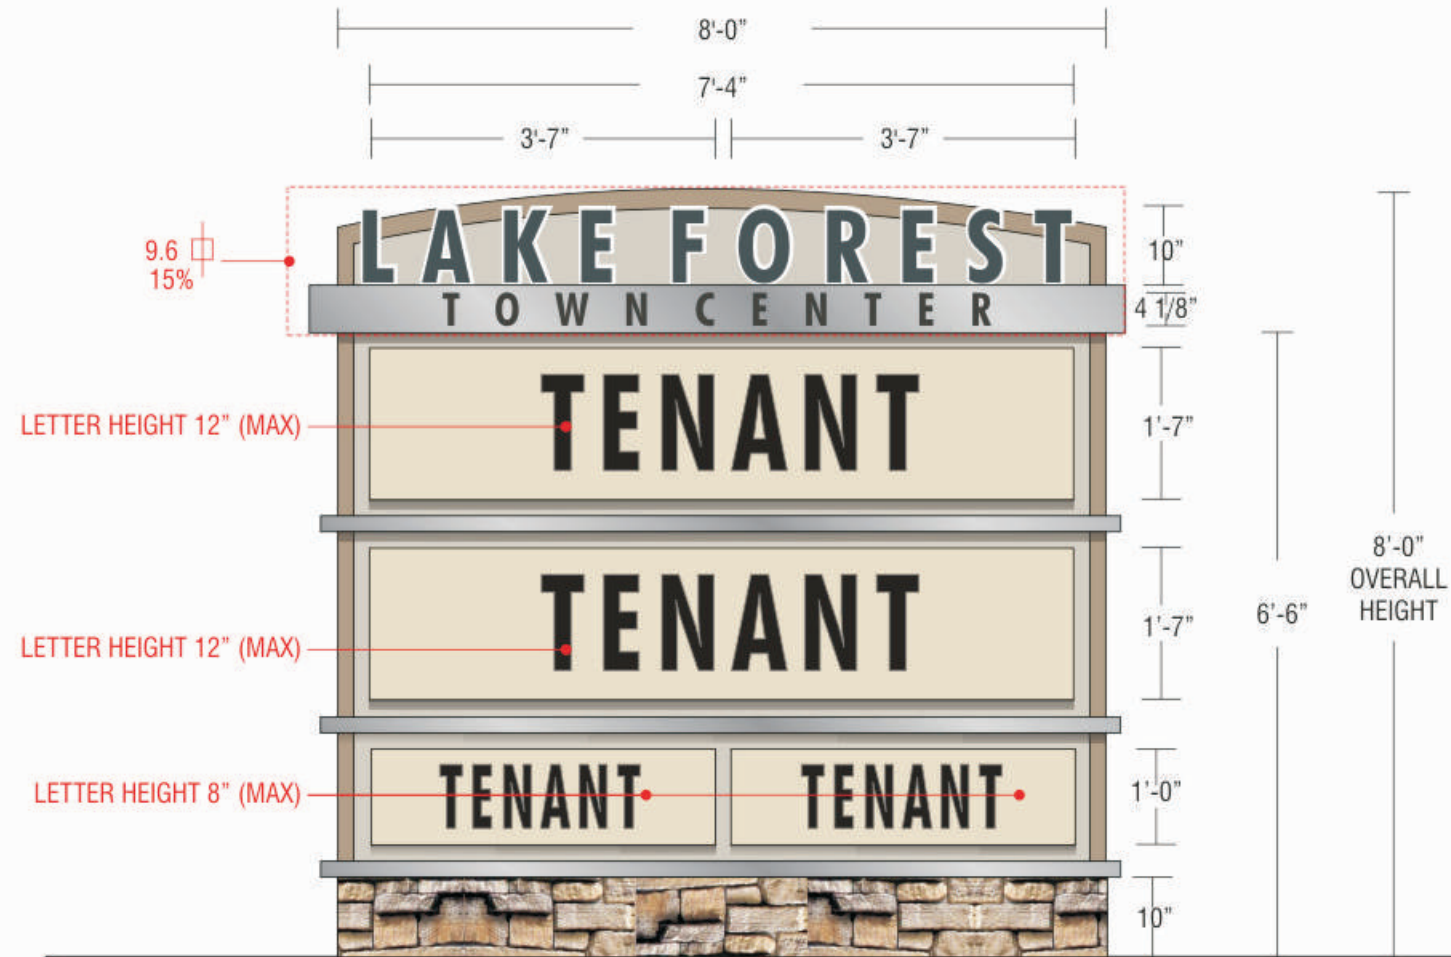 8'-0"
7'-4"
3'-7" 3'-7"
LAKE FOREST
10"
9.6
15%
TOWN CENTER
4 1/8"
TENANT
LETTER HEIGHT 12" (MAX)
1'-7"
8'-0"
OVERALL
HEIGHT
6'-6"
TENANT
LETTER HEIGHT 12" (MAX)
1'-7"
LETTER HEIGHT 8" (MAX)
TENANT TENANT
1'-0"
10"